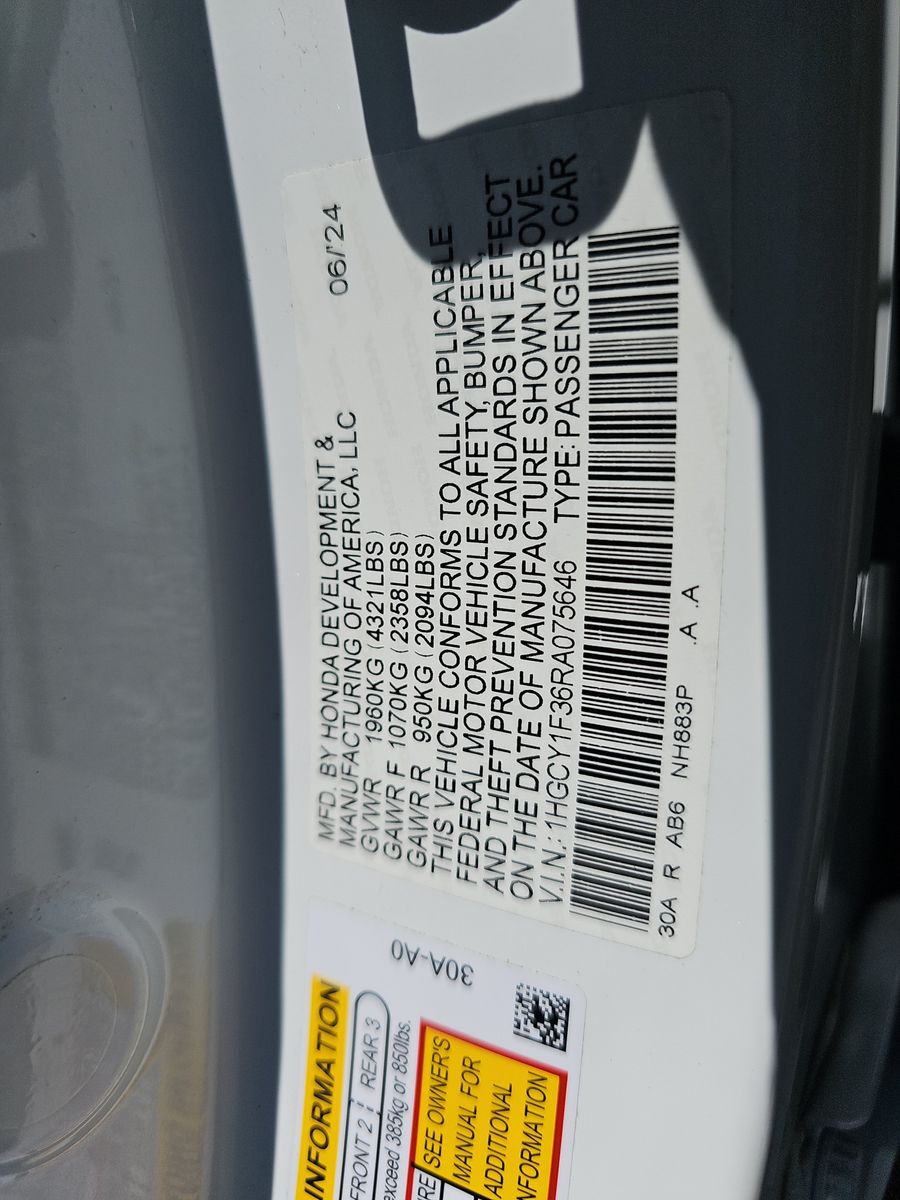 MFD. BY HONDA DEVELOPMENT &
MANUFACTURING OF AMERICA, LLC 06/'24
GVWR 1960KG (4321LBS)
GAWR F 1070KG (2358LBS)
GAWR R 950KG (2094LBS)
THIS VEHICLE CONFORMS TO ALL APPLICABLE
FEDERAL MOTOR VEHICLE SAFETY, BUMPER,
AND THEFT PREVENTION STANDARDS IN EFFECT
ON THE DATE OF MANUFACTURE SHOWN ABOVE.
V.I.N.: 1HGCY1F36RA075646 TYPE: PASSENGER CAR
30A R AB6 NH883P .A .A
30A-A0
INFORMATION
FRONT 2 REAR 3
exceed 385kg or 850lbs.
SEE OWNER'S
MANUAL FOR
ADDITIONAL
INFORMATION